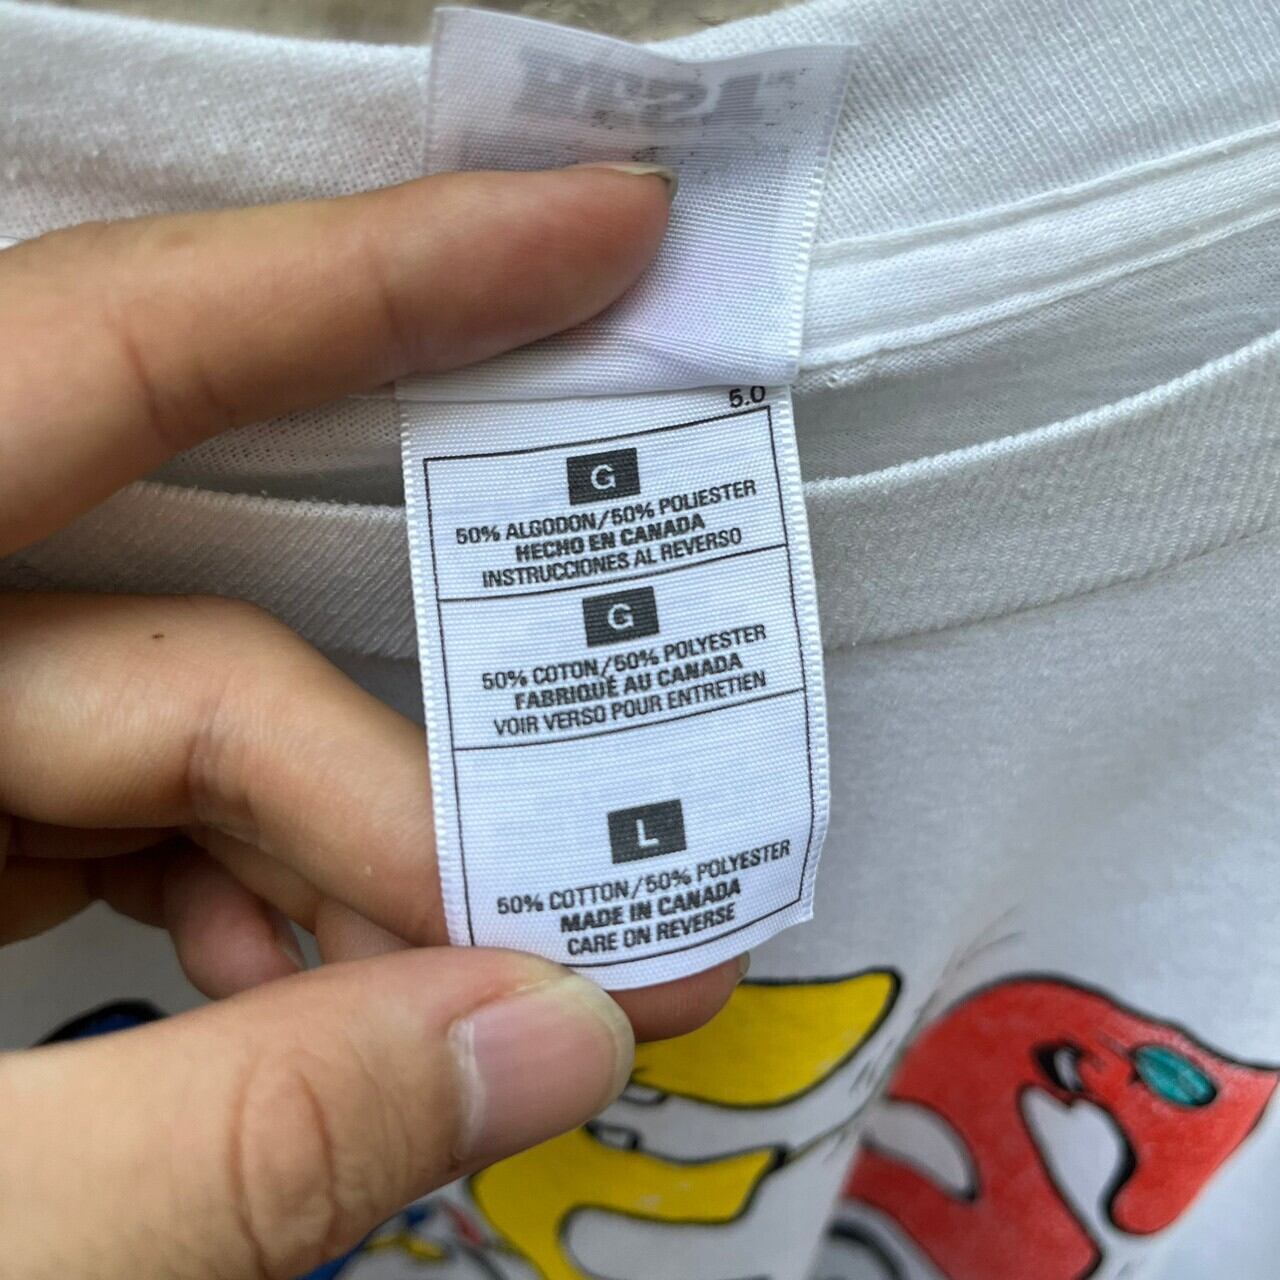 5.0
G
50% ALGODON/50% POLIESTER
HECHO EN CANADA
INSTRUCCIONES AL REVERSO
G
50% COTON/50% POLYESTER
FABRIQUÉ AU CANADA
VOIR VERSO POUR ENTRETIEN
L
50% COTTON/50% POLYESTER
MADE IN CANADA
CARE ON REVERSE